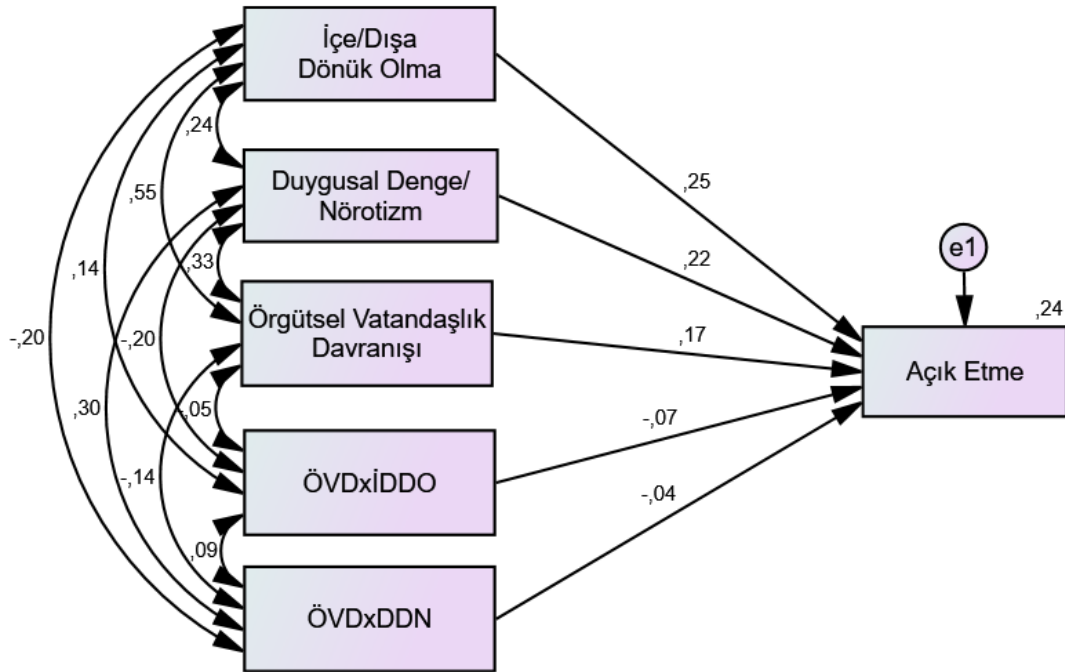 İçe/Dışa
Dönük Olma
,24
,25
Duygusal Denge/
Nörotizm
,55
,22
e1
,14
,33
,24
Örgütsel Vatandaşlık
Davranışı
,17
-,20
-,20
Açık Etme
,30
-,05
-,07
ÖVDxİDDO
-,14
-,04
,09
ÖVDxDDN